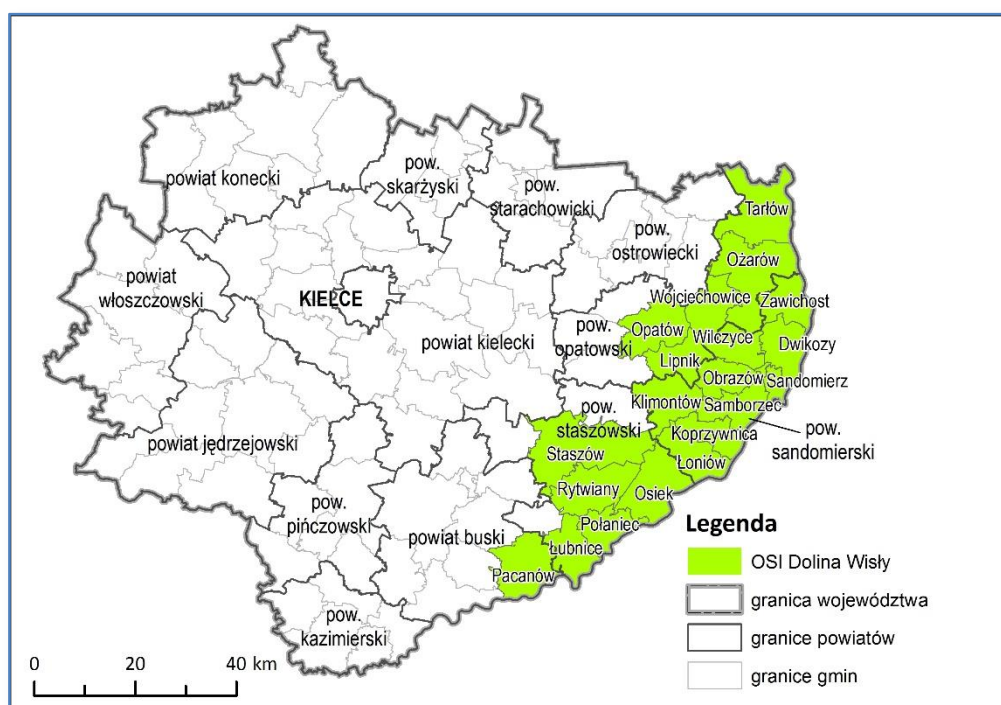 powiat konecki
pow.
skarżyski
pow.
starachowicki
pow.
ostrowiecki
Tarłów
Ożarów
powiat
włoszczowski
KIELCE
Wojciechowice
Zawichost
powiat kielecki
pow.
opatowski
Opatów
Wilczyce
Dwikozy
Lipnik
Obrazów
Sandomierz
Klimontów
Samborzec
pow.
sandomierski
powiat jędrzejowski
pow.
staszowski
Staszów
Koprzywnica
Łoniów
Rytwiany
Osiek
pow.
pińczowski
powiat buski
Połaniec
Łubnice
Pacanów
pow.
kazimierski
Legenda
OSI Dolina Wisły
granica województwa
granice powiatów
granice gmin
0 20 40 km